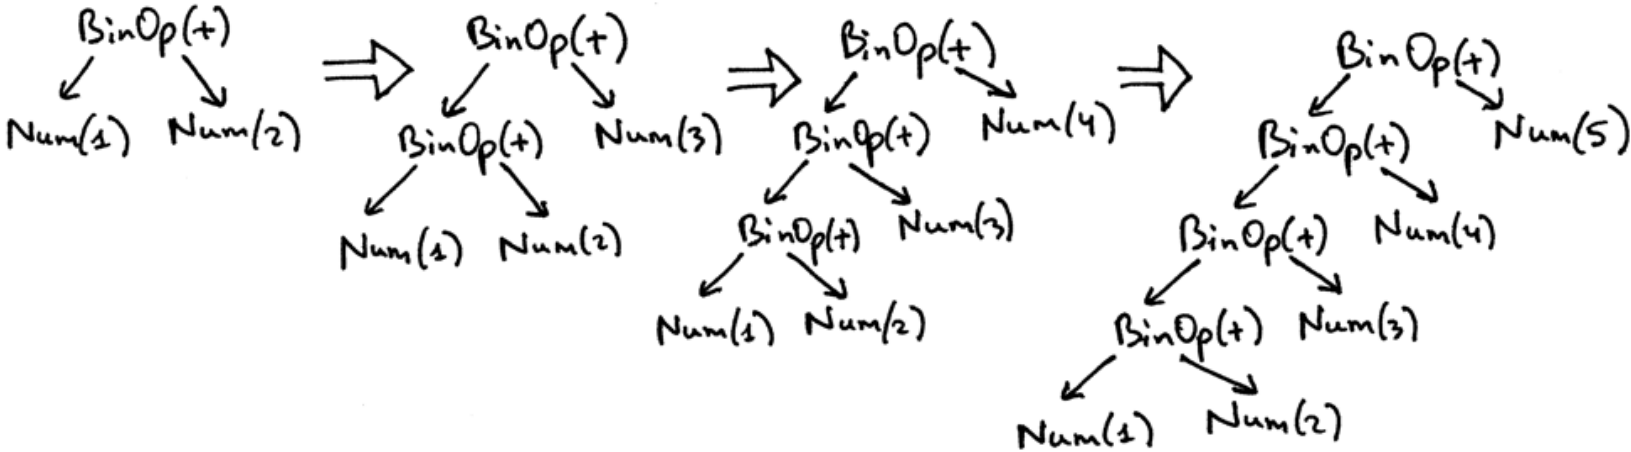 BinOp(+) BinOp(+) BinOp(+) BinOp(+)
Num(1) Num(2) BinOp(+) Num(3) BinOp(+) Num(4) BinOp(+) Num(5)
Num(1) Num(2) BinOp(+) Num(3) BinOp(+) Num(4)
Num(1) Num(2) BinOp(+) Num(3)
Num(1) Num(2)